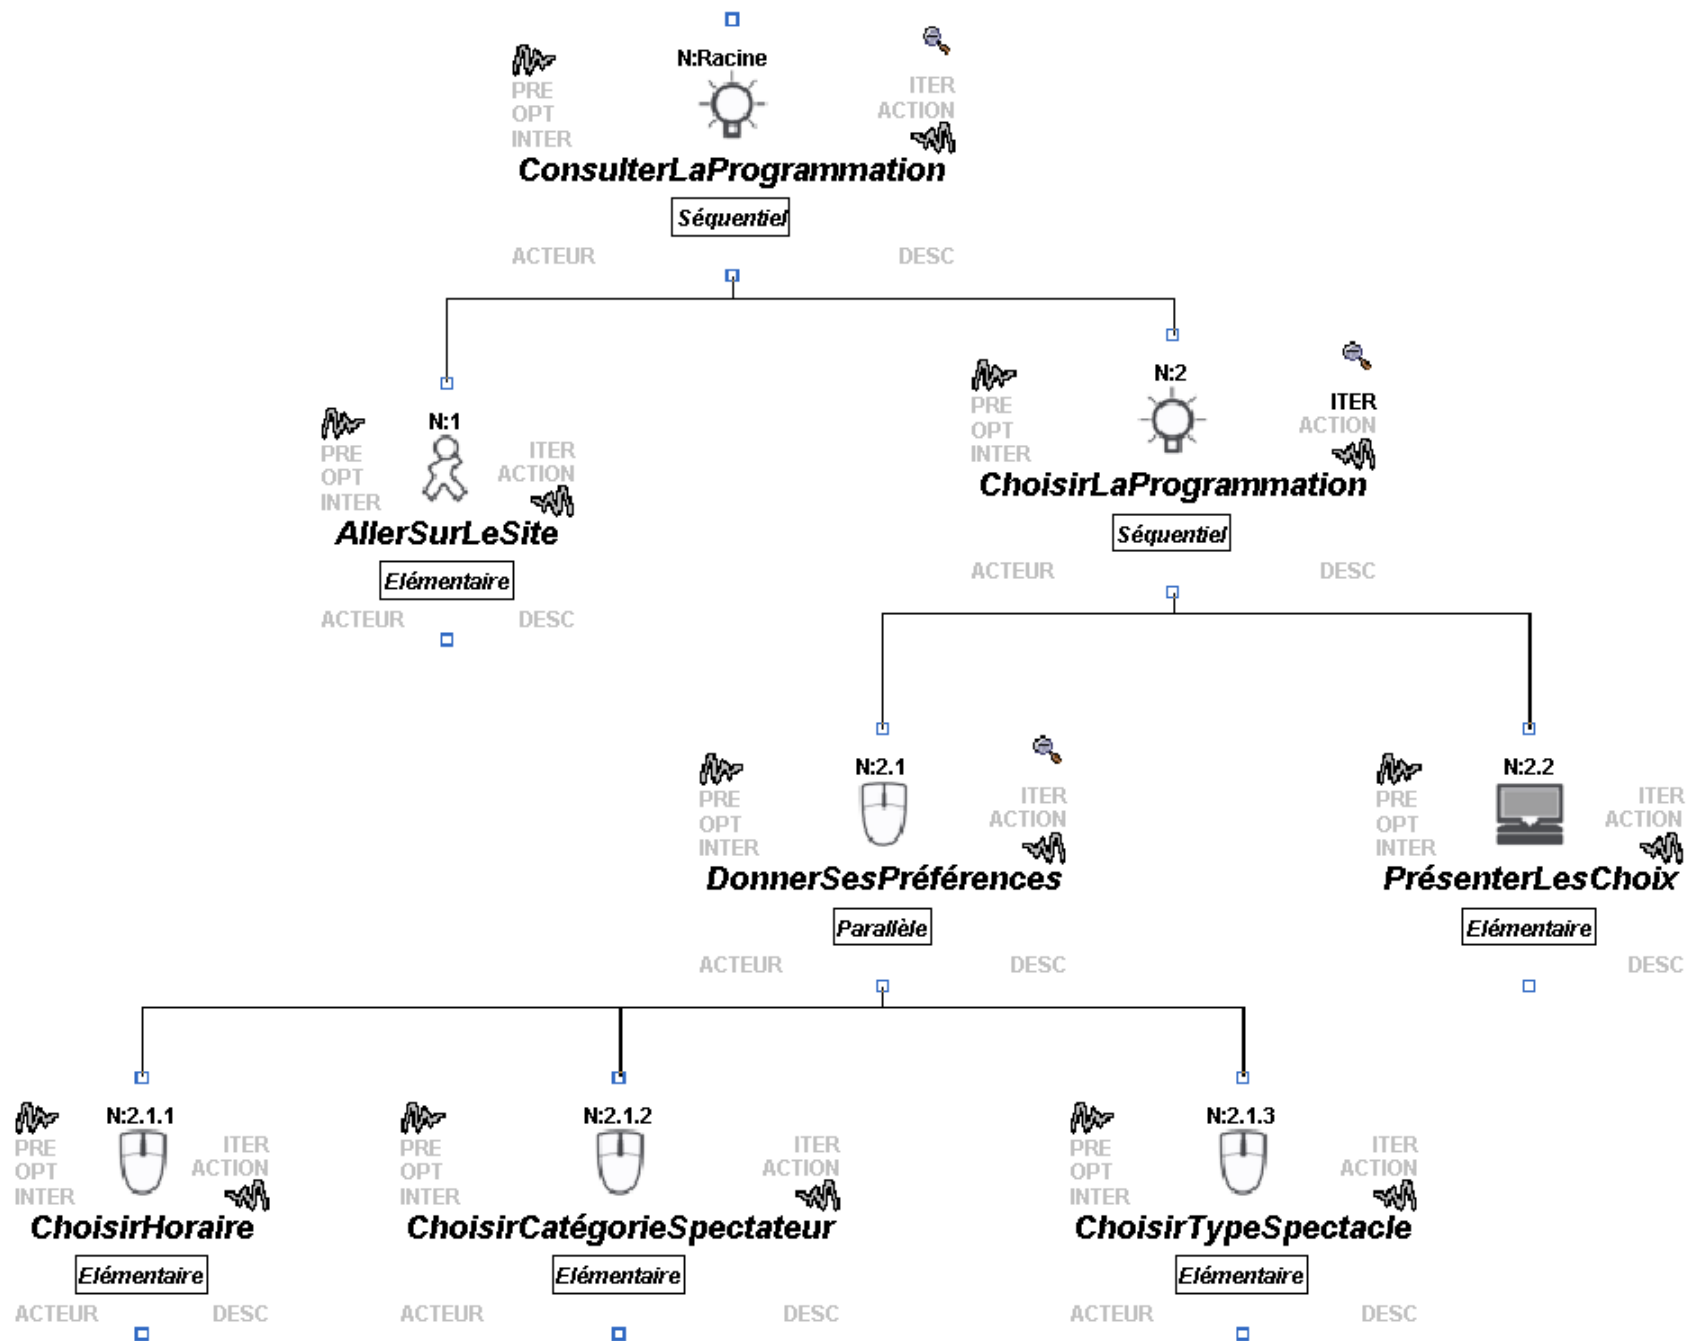 N:Racine
PRE
OPT
INTER
ITER
ACTION
ConsulterLaProgrammation
Séquentiel
ACTEUR DESC
N:1
PRE
OPT
INTER
ITER
ACTION
AllerSurLeSite
Elémentaire
ACTEUR DESC
N:2
PRE
OPT
INTER
ITER
ACTION
ChoisirLaProgrammation
Séquentiel
ACTEUR DESC
N:2.1
PRE
OPT
INTER
ITER
ACTION
DonnerSesPréférences
Parallèle
ACTEUR DESC
N:2.2
PRE
OPT
INTER
ITER
ACTION
PrésenterLesChoix
Elémentaire
DESC
N:2.1.1
PRE
OPT
INTER
ITER
ACTION
ChoisirHoraire
Elémentaire
ACTEUR DESC
N:2.1.2
PRE
OPT
INTER
ITER
ACTION
ChoisirCatégorieSpectateur
Elémentaire
ACTEUR DESC
N:2.1.3
PRE
OPT
INTER
ITER
ACTION
ChoisirTypeSpectacle
Elémentaire
ACTEUR DESC